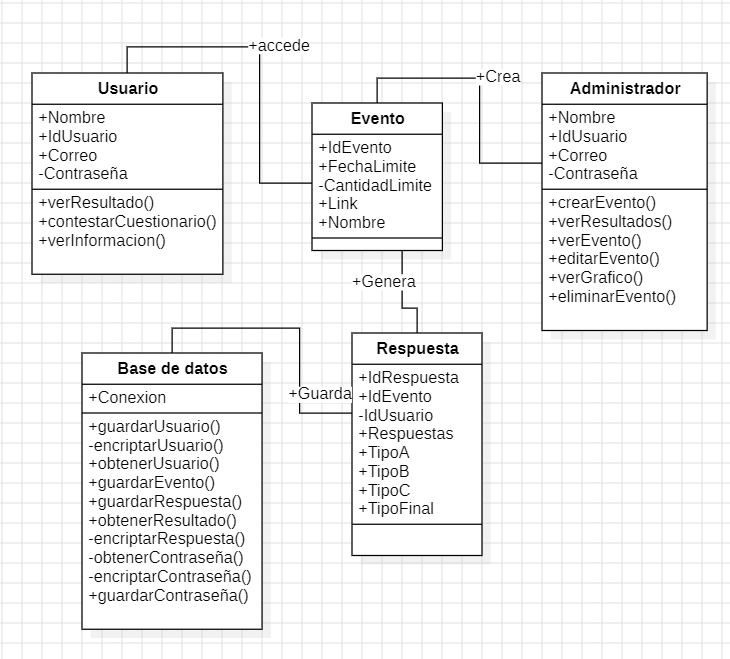 +accede
Usuario
+Nombre
+IdUsuario
+Correo
-Contraseña
+verResultado()
+contestarCuestionario()
+verInformacion()
Evento
+IdEvento
+FechaLimite
-CantidadLimite
+Link
+Nombre
+Crea
Administrador
+Nombre
+IdUsuario
+Correo
-Contraseña
+crearEvento()
+verResultados()
+verEvento()
+editarEvento()
+verGrafico()
+eliminarEvento()
+Genera
Base de datos
+Conexion
+guardarUsuario()
-encriptarUsuario()
+obtenerUsuario()
+guardarEvento()
+guardarRespuesta()
+obtenerResultado()
-encriptarRespuesta()
-obtenerContraseña()
-encriptarContraseña()
+guardarContraseña()
+Guarda
Respuesta
+IdRespuesta
+IdEvento
-IdUsuario
+Respuestas
+TipoA
+TipoB
+TipoC
+TipoFinal